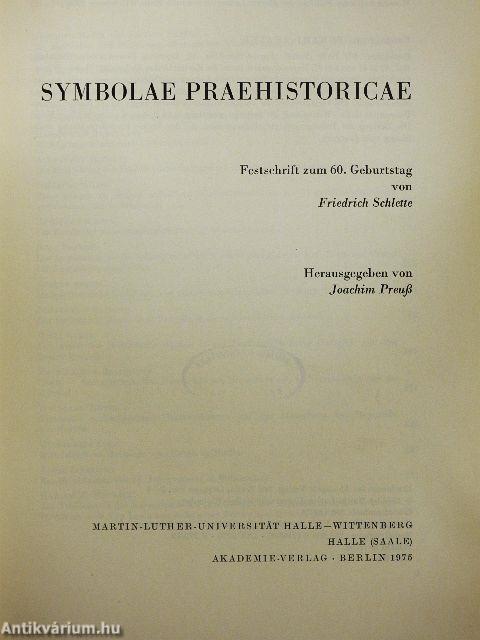 SYMBOLAE PRAEHISTORICAE
Festschrift zum 60. Geburtstag
von
Friedrich Schlette
Herausgegeben von
Joachim Preuß
MARTIN-LUTHER-UNIVERSITÄT HALLE–WITTENBERG
HALLE (SAALE)
AKADEMIE-VERLAG · BERLIN 1975
Antikvárium.hu